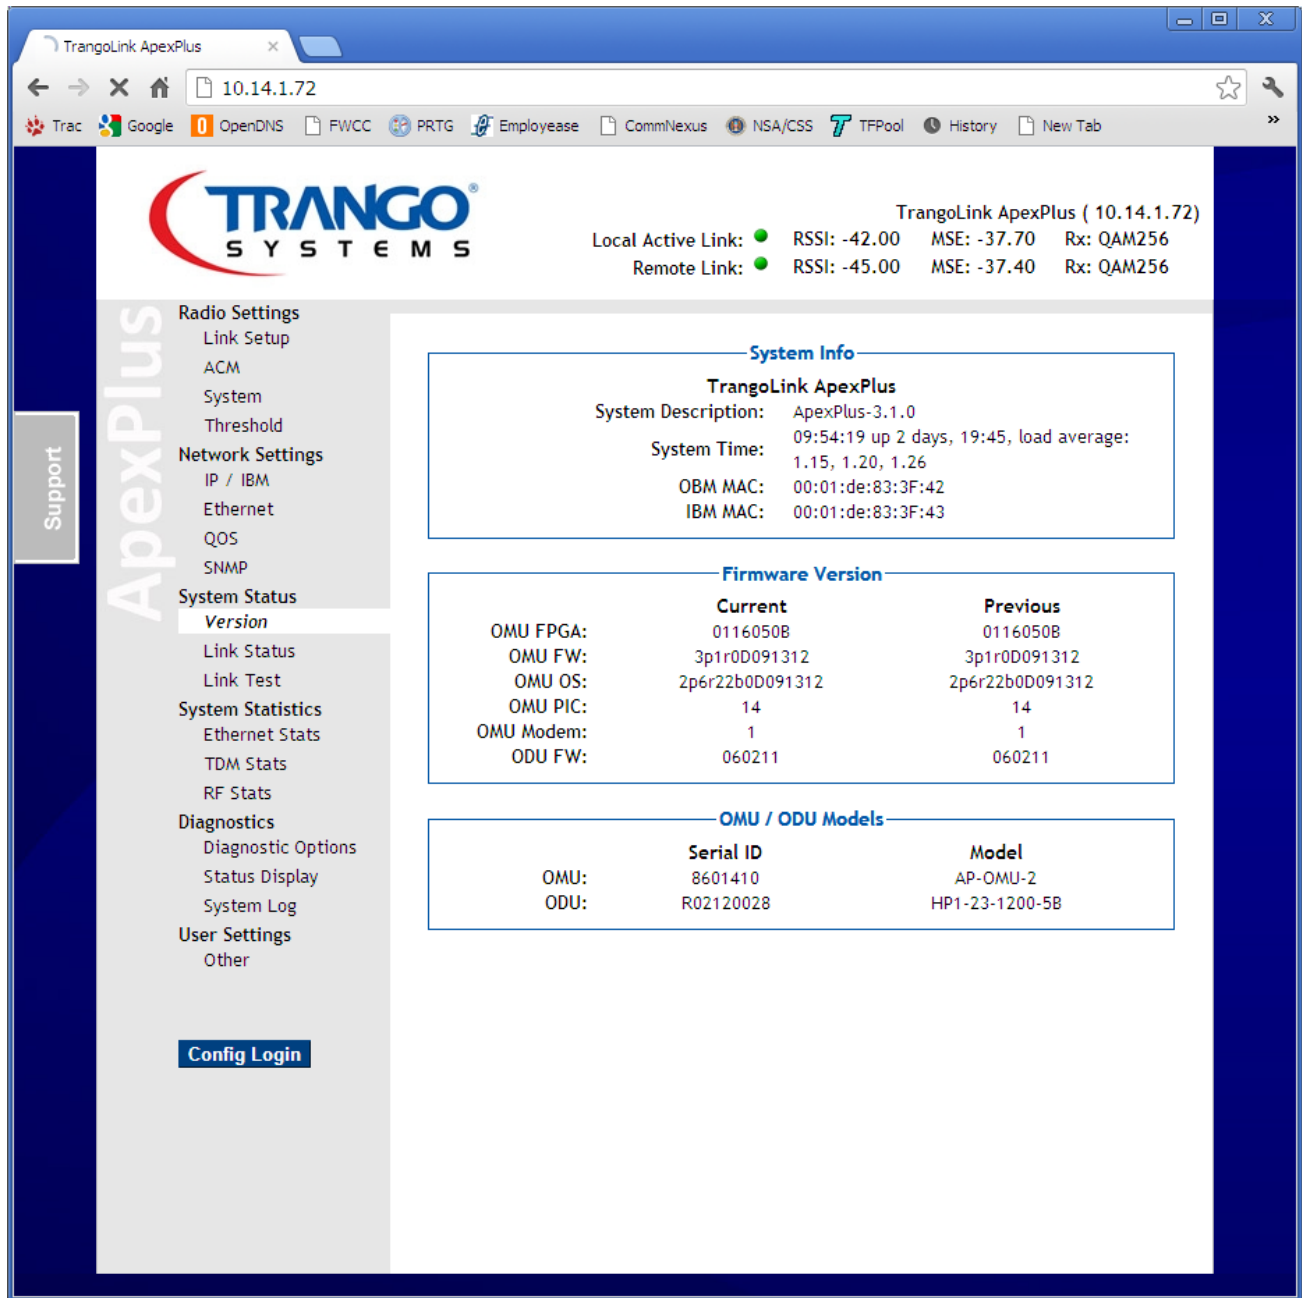 TrangoLink ApexPlus
10.14.1.72
Trac Google OpenDNS FWCC PRTG Employease CommNexus NSA/CSS TFPool History New Tab »
TRANGO®
SYSTEMS
TrangoLink ApexPlus ( 10.14.1.72)
Local Active Link: RSSI: -42.00 MSE: -37.70 Rx: QAM256
Remote Link: RSSI: -45.00 MSE: -37.40 Rx: QAM256
Support
ApexPlus
Radio Settings
Link Setup
ACM
System
Threshold
Network Settings
IP / IBM
Ethernet
QOS
SNMP
System Status
Version
Link Status
Link Test
System Statistics
Ethernet Stats
TDM Stats
RF Stats
Diagnostics
Diagnostic Options
Status Display
System Log
User Settings
Other
Config Login
System Info
TrangoLink ApexPlus
System Description: ApexPlus-3.1.0
System Time: 09:54:19 up 2 days, 19:45, load average:
1.15, 1.20, 1.26
OBM MAC: 00:01:de:83:3F:42
IBM MAC: 00:01:de:83:3F:43
Firmware Version
Current Previous
OMU FPGA: 0116050B 0116050B
OMU FW: 3p1r0D091312 3p1r0D091312
OMU OS: 2p6r22b0D091312 2p6r22b0D091312
OMU PIC: 14 14
OMU Modem: 1 1
ODU FW: 060211 060211
OMU / ODU Models
Serial ID Model
OMU: 8601410 AP-OMU-2
ODU: R02120028 HP1-23-1200-5B